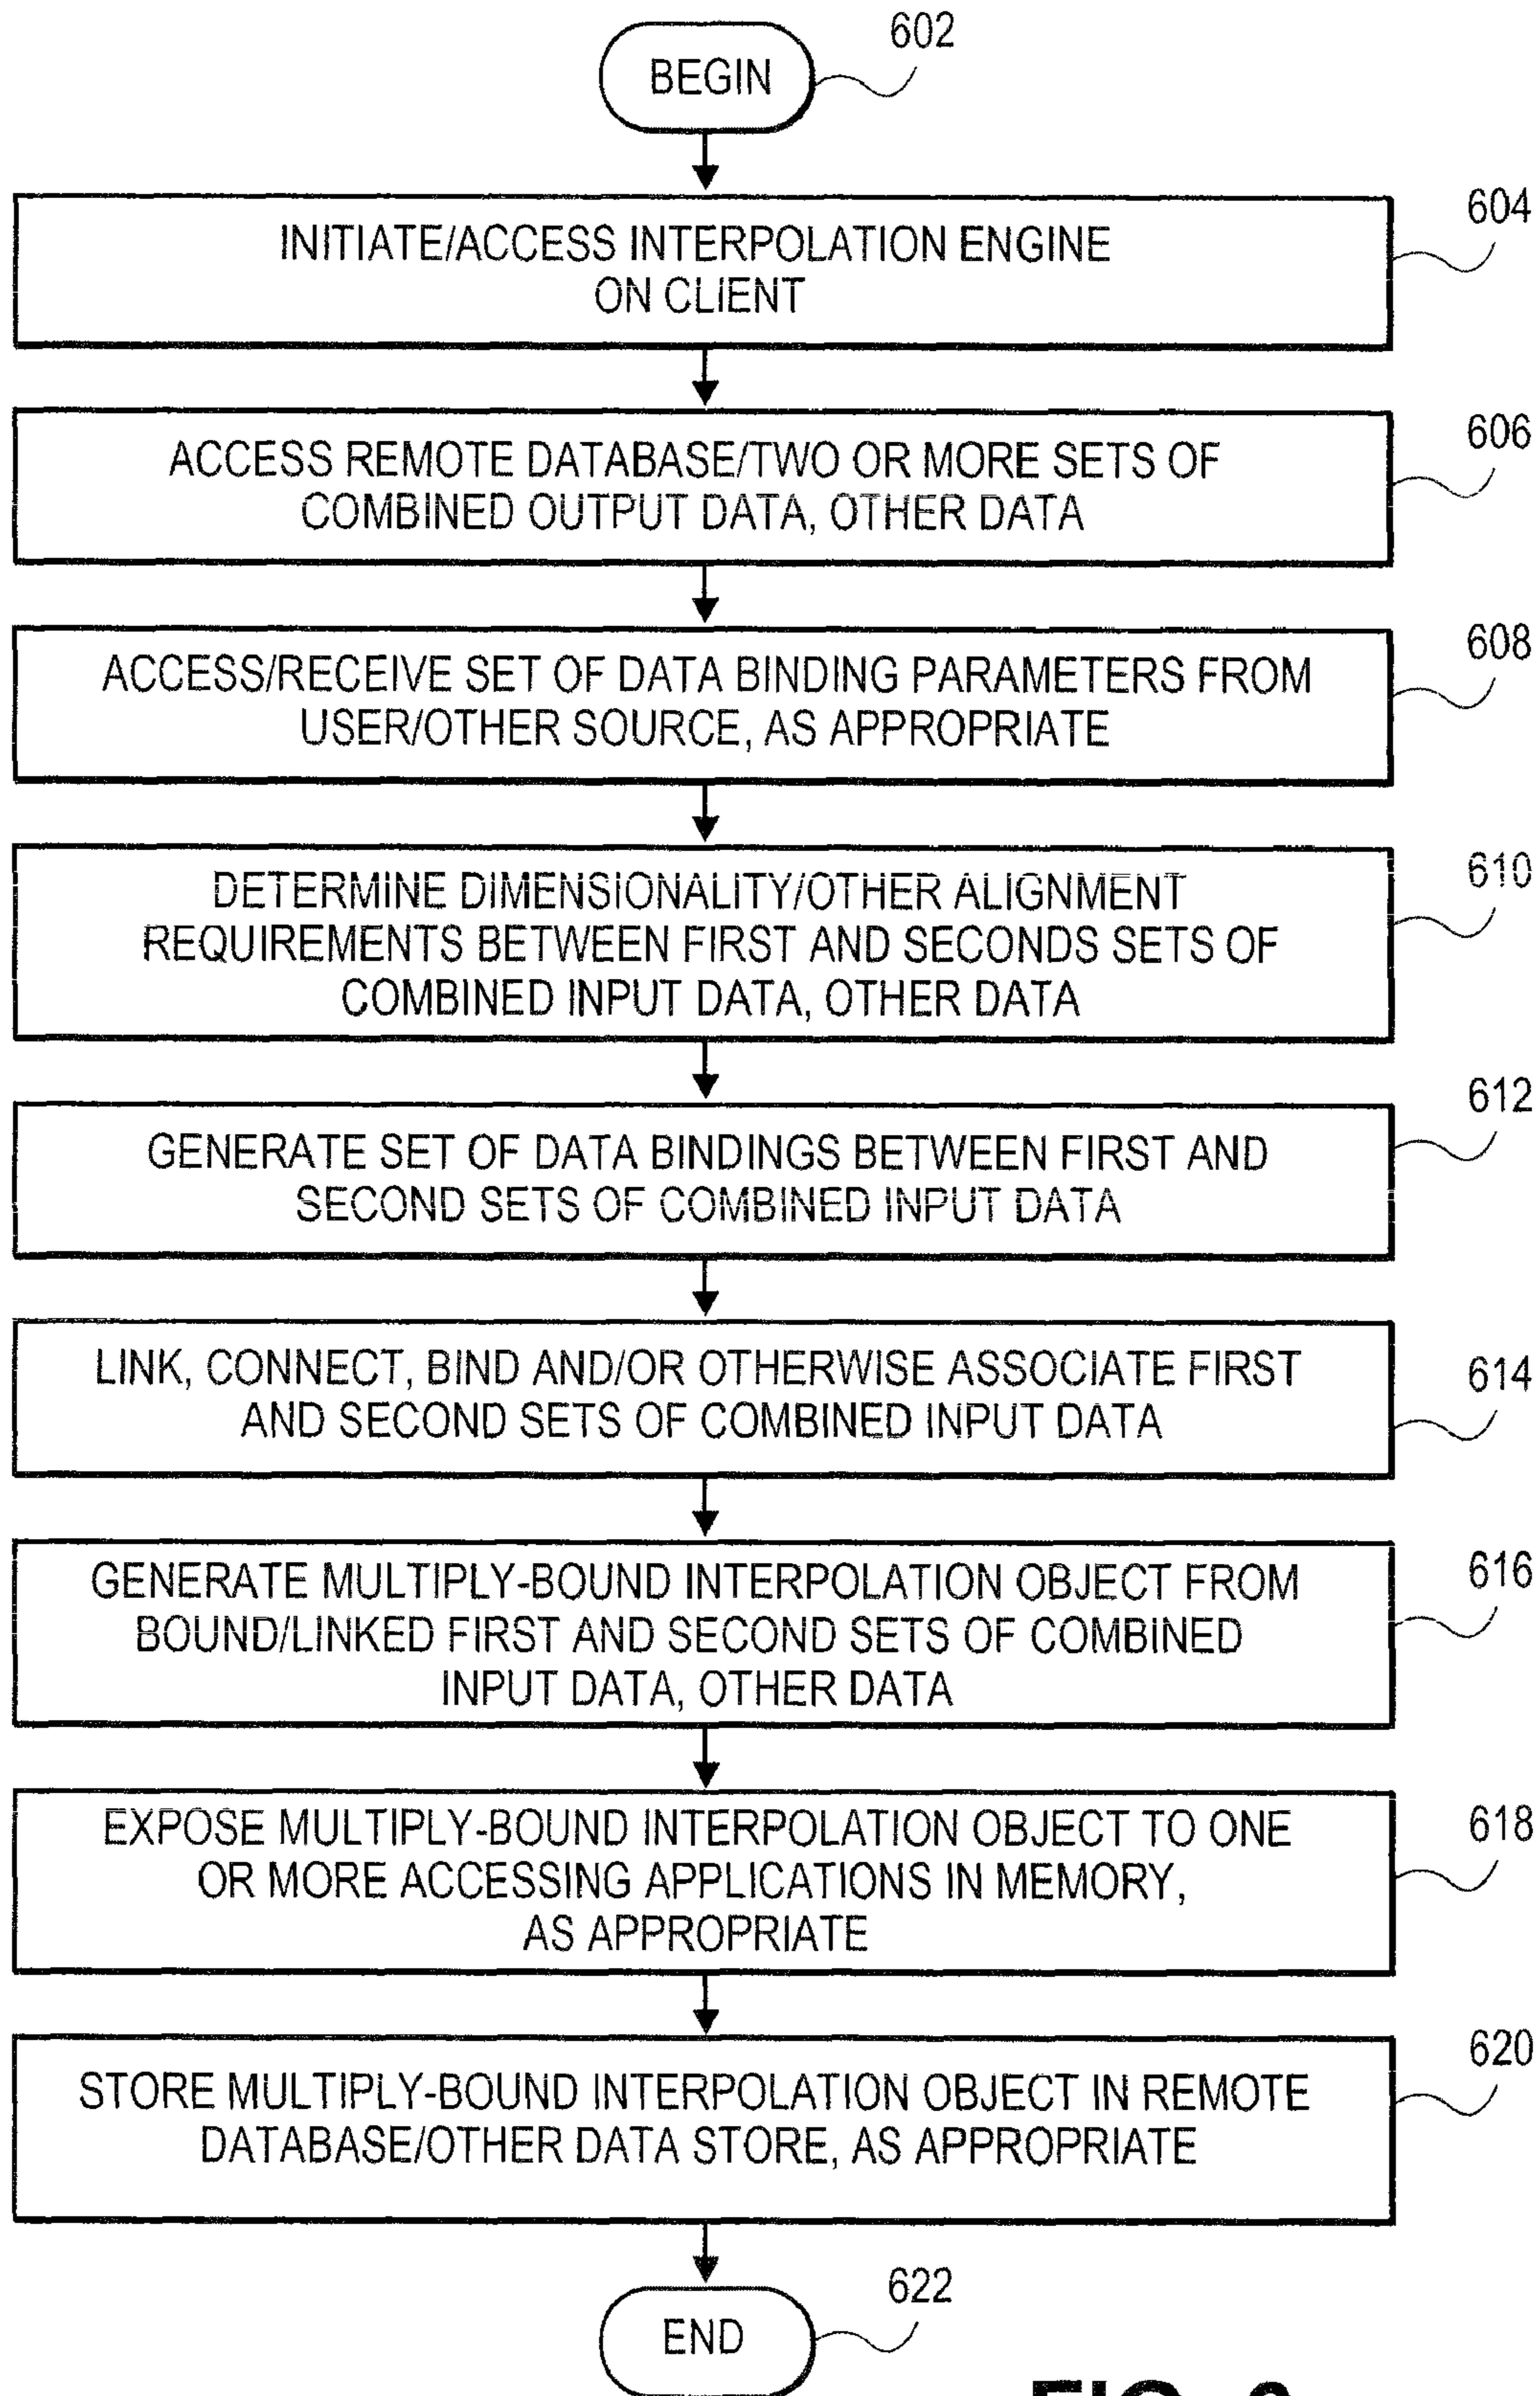 602
BEGIN
604
INITIATE/ACCESS INTERPOLATION ENGINE
ON CLIENT
606
ACCESS REMOTE DATABASE/TWO OR MORE SETS OF
COMBINED OUTPUT DATA, OTHER DATA
608
ACCESS/RECEIVE SET OF DATA BINDING PARAMETERS FROM
USER/OTHER SOURCE, AS APPROPRIATE
610
DETERMINE DIMENSIONALITY/OTHER ALIGNMENT
REQUIREMENTS BETWEEN FIRST AND SECONDS SETS OF
COMBINED INPUT DATA, OTHER DATA
612
GENERATE SET OF DATA BINDINGS BETWEEN FIRST AND
SECOND SETS OF COMBINED INPUT DATA
614
LINK, CONNECT, BIND AND/OR OTHERWISE ASSOCIATE FIRST
AND SECOND SETS OF COMBINED INPUT DATA
616
GENERATE MULTIPLY-BOUND INTERPOLATION OBJECT FROM
BOUND/LINKED FIRST AND SECOND SETS OF COMBINED
INPUT DATA, OTHER DATA
618
EXPOSE MULTIPLY-BOUND INTERPOLATION OBJECT TO ONE
OR MORE ACCESSING APPLICATIONS IN MEMORY,
AS APPROPRIATE
620
STORE MULTIPLY-BOUND INTERPOLATION OBJECT IN REMOTE
DATABASE/OTHER DATA STORE, AS APPROPRIATE
622
END